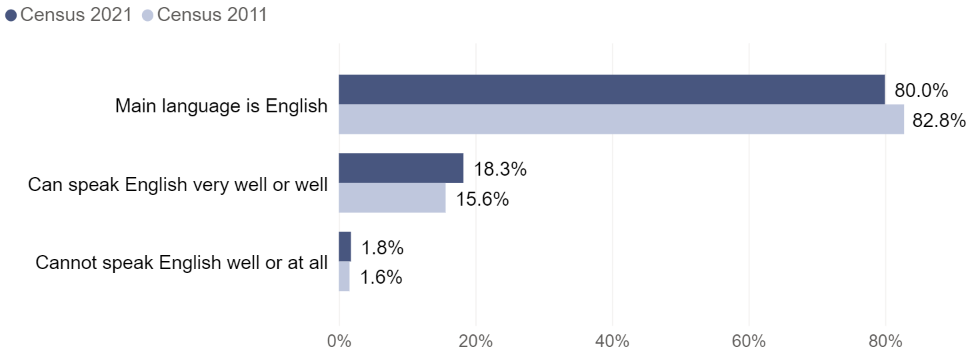 Census 2021 Census 2011
Main language is English
80.0%
82.8%
Can speak English very well or well
18.3%
15.6%
Cannot speak English well or at all
1.8%
1.6%
0% 20% 40% 60% 80%